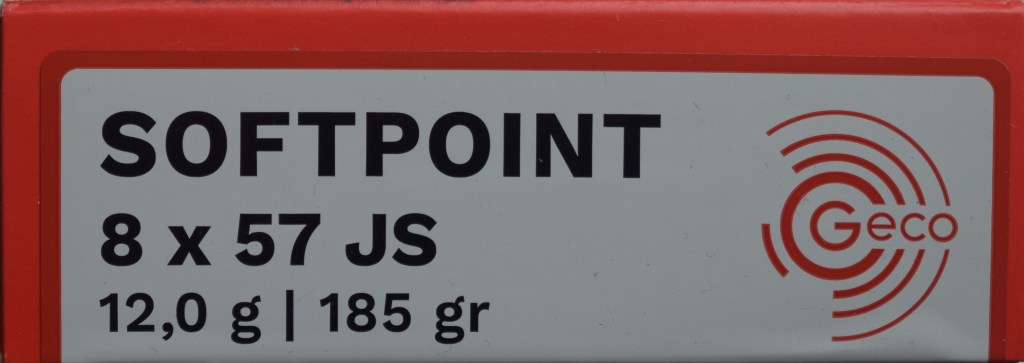 SOFTPOINT
8 x 57 JS
12,0 g | 185 gr
Geco